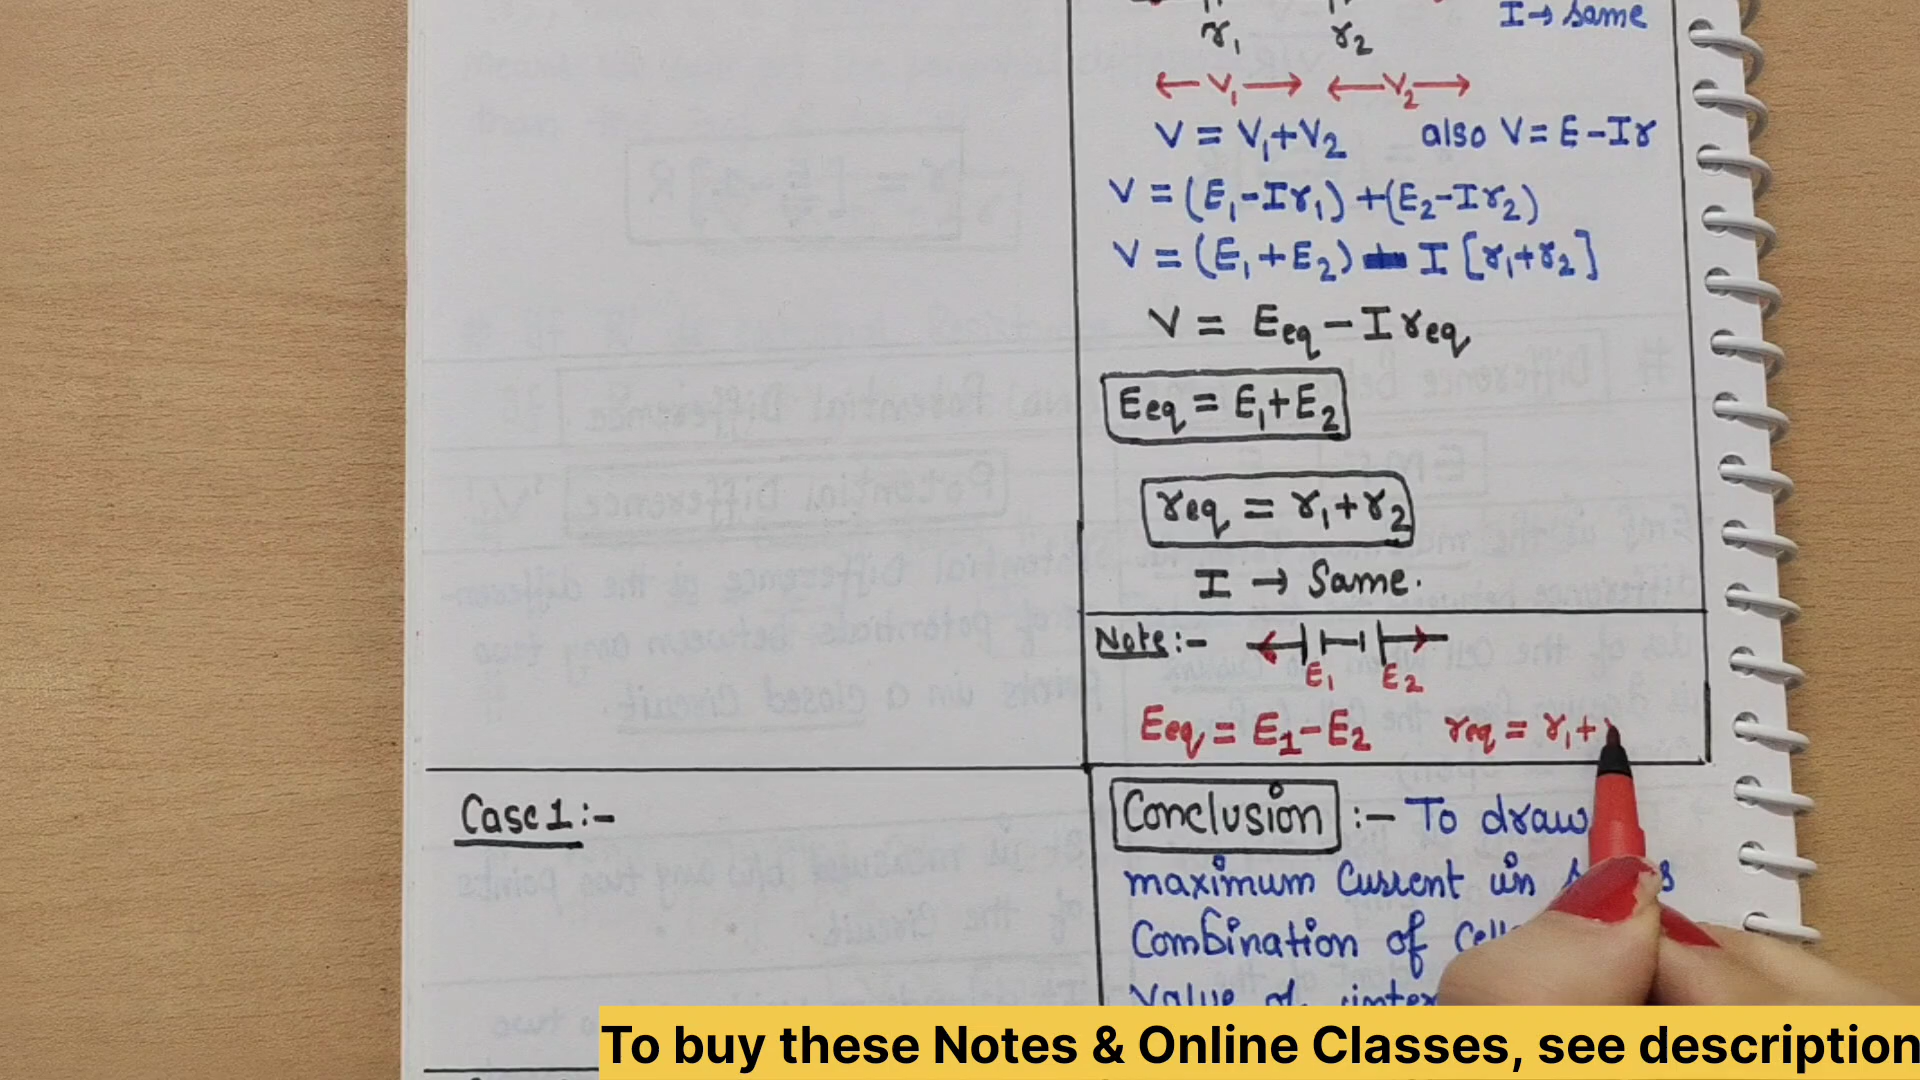 I → Same
r₁ r₂
← V₁ → ← V₂ →
V = V₁+V₂ also V = E - Ir
V = (E₁-Ir₁) + (E₂-Ir₂)
V = (E₁+E₂) - I [r₁+r₂]
V = Eeq - I req
Eeq = E₁+E₂
req = r₁+r₂
I → Same.
Note:-
E₁ E₂
Eeq = E₁-E₂ req = r₁+
Case 1:-
Conclusion :- To draw
maximum Current in
Combination of
Value of
To buy these Notes & Online Classes, see description